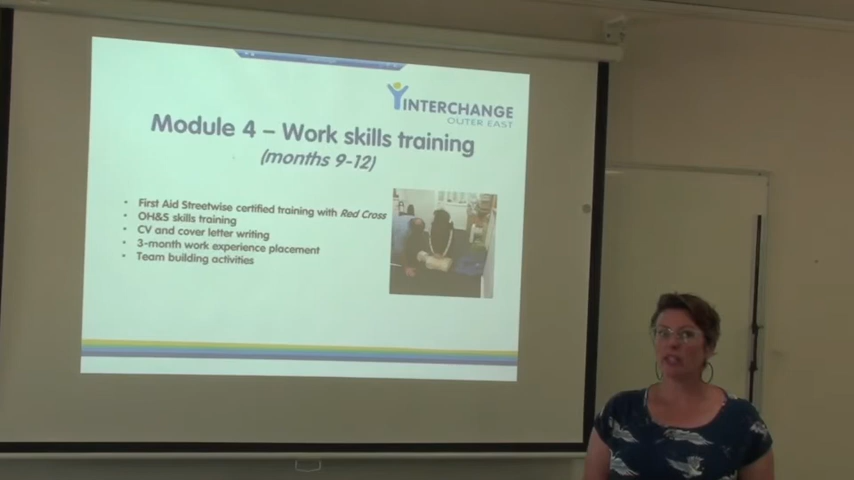 INTERCHANGE
OUTER EAST
Module 4 – Work skills training
(months 9-12)
• First Aid Streetwise certified training with Red Cross
• OH&S skills training
• CV and cover letter writing
• 3-month work experience placement
• Team building activities